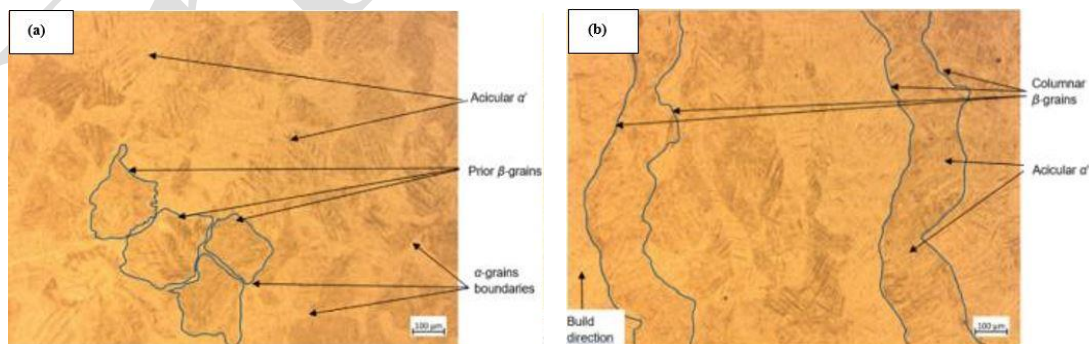 (a)
Acicular α'
Prior β-grains
α-grains
boundaries
100 μm
(b)
Columnar
β-grains
Acicular α'
Build
direction
100 μm